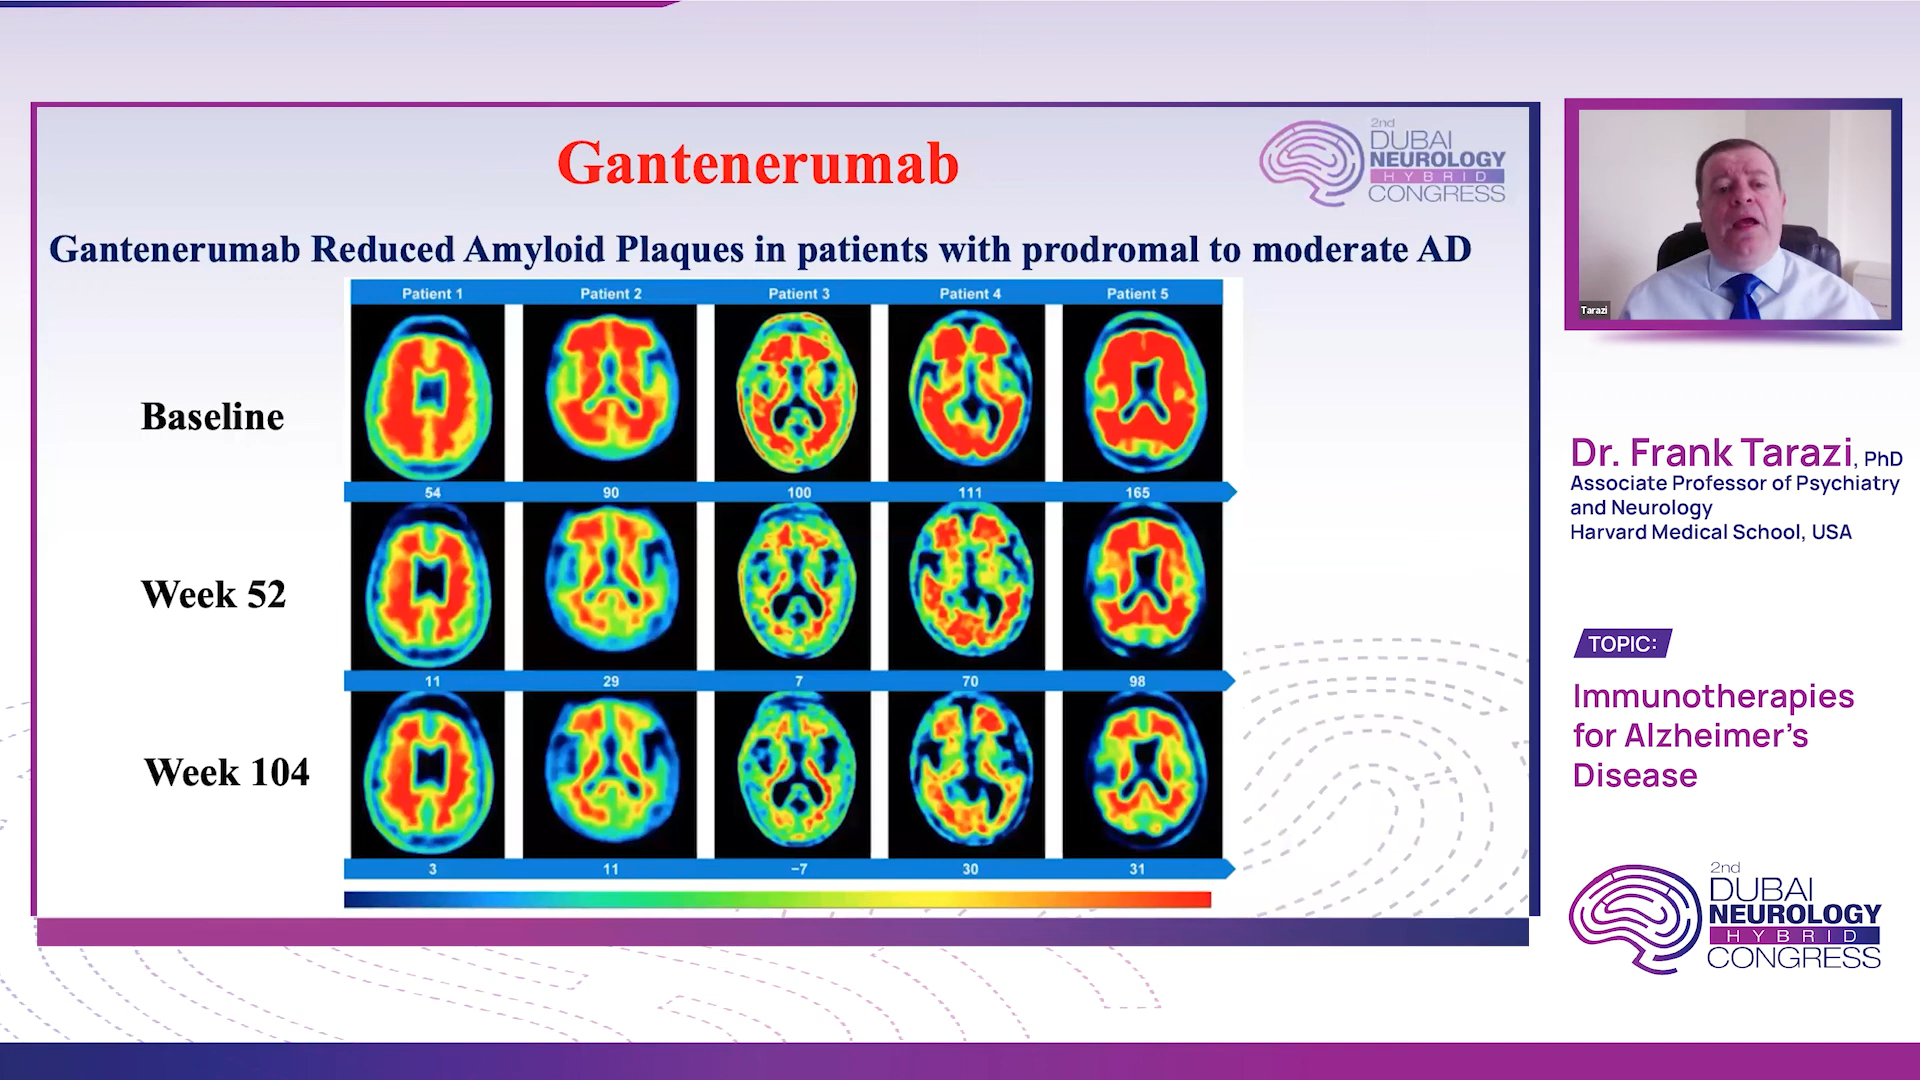 Gantenerumab
2nd
DUBAI
NEUROLOGY
HYBRID
CONGRESS
Gantenerumab Reduced Amyloid Plaques in patients with prodromal to moderate AD
Patient 1 Patient 2 Patient 3 Patient 4 Patient 5
Baseline
54 90 100 111 165
Week 52
11 29 7 70 98
Week 104
3 11 −7 30 31
Tarazi
Dr. Frank Tarazi, PhD
Associate Professor of Psychiatry
and Neurology
Harvard Medical School, USA
TOPIC:
Immunotherapies
for Alzheimer's
Disease
2nd
DUBAI
NEUROLOGY
HYBRID
CONGRESS